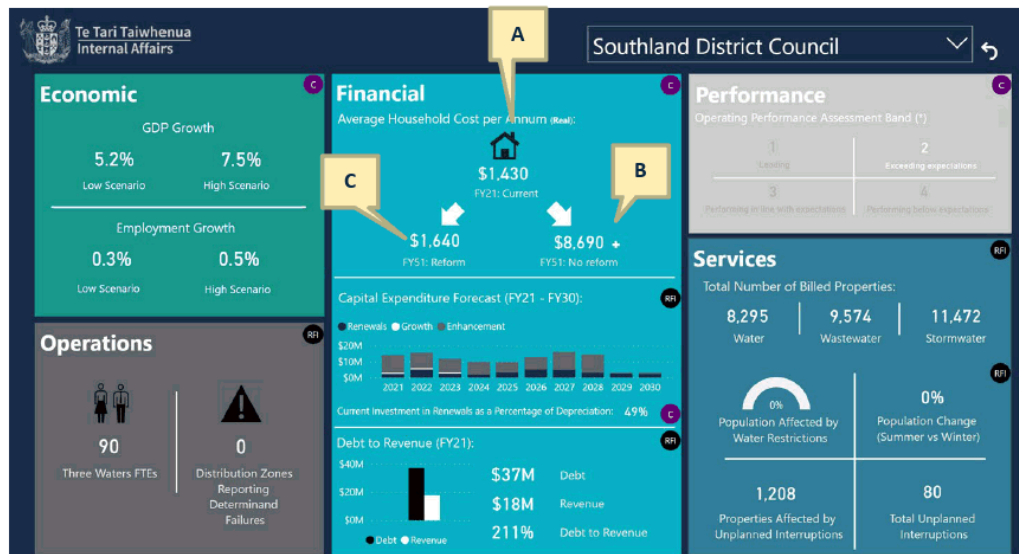 Te Tari Taiwhenua
Internal Affairs
A
Southland District Council
Economic
C
GDP Growth
5.2%
7.5%
Low Scenario
High Scenario
Employment Growth
0.3%
0.5%
Low Scenario
High Scenario
Operations
RFI
90
0
Three Waters FTEs
Distribution Zones
Reporting
Determinand
Failures
Financial
C
Average Household Cost per Annum (Real):
$1,430
FY21: Current
C
B
$1,640
$8,690 +
FY51: Reform
FY51: No reform
Capital Expenditure Forecast (FY21 - FY30):
RFI
Renewals Growth Enhancement
$20M
$10M
$0M
2021 2022 2023 2024 2025 2026 2027 2028 2029 2030
Current Investment in Renewals as a Percentage of Depreciation: 49%
C
Debt to Revenue (FY21):
RFI
$40M
$20M
$0M
Debt Revenue
$37M Debt
$18M Revenue
211% Debt to Revenue
Performance
C
Operating Performance Assessment Band (*)
1
Leading
2
Exceeding expectations
3
Performing in line with expectations
4
Performing below expectations
Services
RFI
Total Number of Billed Properties:
8,295
9,574
11,472
Water
Wastewater
Stormwater
RFI
0%
Population Affected by
Water Restrictions
0%
Population Change
(Summer vs Winter)
1,208
Properties Affected by
Unplanned Interruptions
80
Total Unplanned
Interruptions